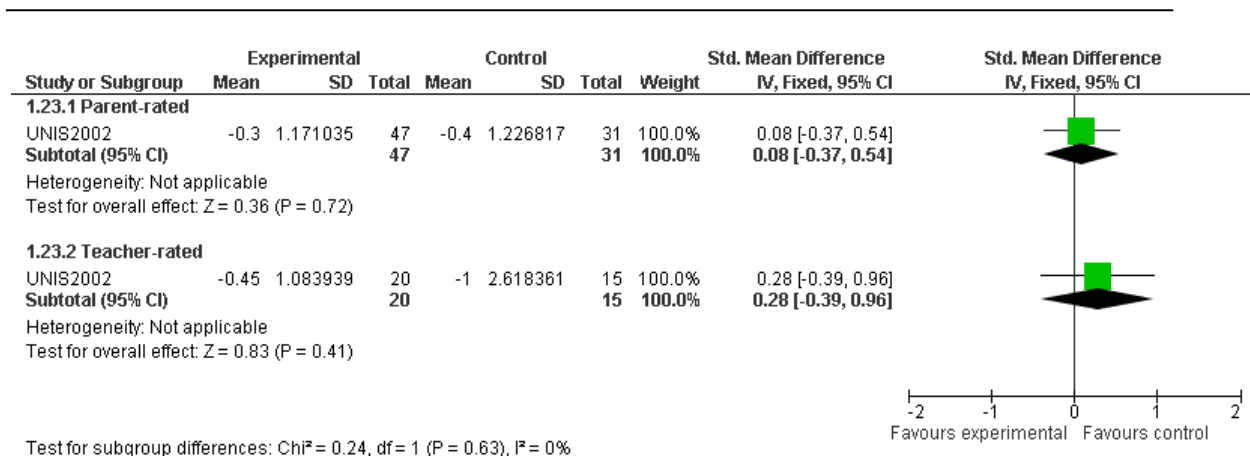 Experimental Control Std. Mean Difference Std. Mean Difference
Study or Subgroup Mean SD Total Mean SD Total Weight IV, Fixed, 95% CI IV, Fixed, 95% CI
1.23.1 Parent-rated
UNIS2002 -0.3 1.171035 47 -0.4 1.226817 31 100.0% 0.08 [-0.37, 0.54]
Subtotal (95% CI) 47 31 100.0% 0.08 [-0.37, 0.54]
Heterogeneity: Not applicable
Test for overall effect: Z = 0.36 (P = 0.72)
1.23.2 Teacher-rated
UNIS2002 -0.45 1.083939 20 -1 2.618361 15 100.0% 0.28 [-0.39, 0.96]
Subtotal (95% CI) 20 15 100.0% 0.28 [-0.39, 0.96]
Heterogeneity: Not applicable
Test for overall effect: Z = 0.83 (P = 0.41)
-2 -1 0 1 2
Favours experimental Favours control
Test for subgroup differences: Chi² = 0.24, df = 1 (P = 0.63), I² = 0%